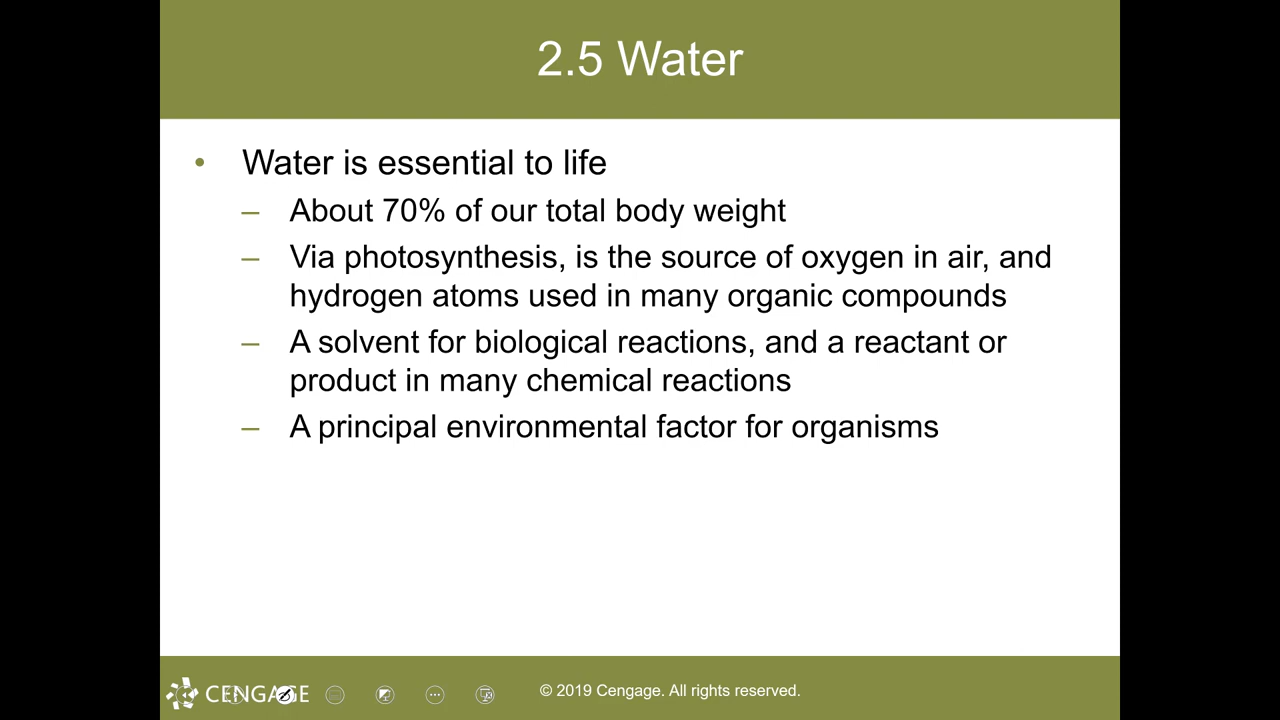 2.5 Water
• Water is essential to life
– About 70% of our total body weight
– Via photosynthesis, is the source of oxygen in air, and
hydrogen atoms used in many organic compounds
– A solvent for biological reactions, and a reactant or
product in many chemical reactions
– A principal environmental factor for organisms
CENGAGE
© 2019 Cengage. All rights reserved.